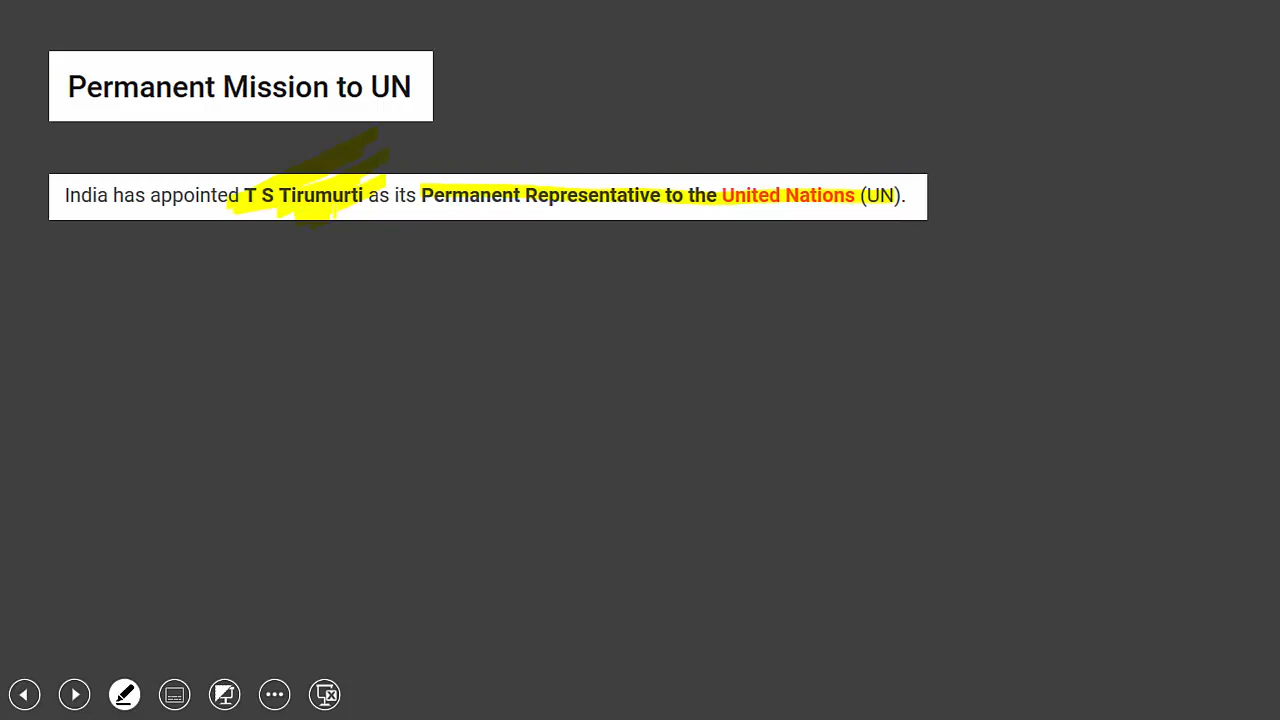 Permanent Mission to UN
India has appointed T S Tirumurti as its Permanent Representative to the United Nations (UN).